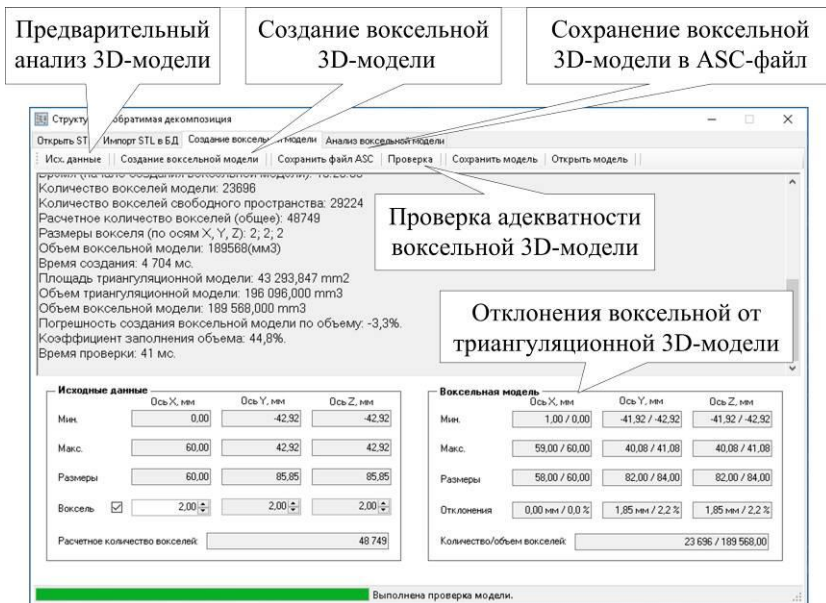 Предварительный
анализ 3D-модели
Создание воксельной
3D-модели
Сохранение воксельной
3D-модели в ASC-файл
обратимая декомпозиция
Импорт STL в БД
Анализ воксельной модели
Исх. данные
Создание воксельной модели
Сохранить файл ASC
Проверка
Сохранить модель
Открыть модель
Количество вокселей модели: 23696
Количество вокселей свободного пространства: 29224
Расчетное количество вокселей (общее): 48749
Размеры вокселя (по осям X, Y, Z): 2; 2; 2
Объем воксельной модели: 189568(мм3)
Время создания: 4 704 мс.
Площадь триангуляционной модели: 43 293,847 mm2
Объем триангуляционной модели: 196 096,000 mm3
Объем воксельной модели: 189 568,000 mm3
Погрешность создания воксельной модели по объему: -3,3%.
Коэффициент заполнения объема: 44,8%.
Время проверки: 41 мс.
Проверка адекватности
воксельной 3D-модели
Отклонения воксельной от
триангуляционной 3D-модели
Исходные данные
Ось X, мм Ось Y, мм Ось Z, мм
Мин. 0,00 -42,92 -42,92
Макс. 60,00 42,92 42,92
Размеры 60,00 85,85 85,85
Воксель 2,00 2,00 2,00
Расчетное количество вокселей: 48 749
Воксельная модель
Ось X, мм Ось Y, мм Ось Z, мм
Мин. 1,00 / 0,00 -41,92 / -42,92 -41,92 / -42,92
Макс. 59,00 / 60,00 40,08 / 41,08 40,08 / 41,08
Размеры 58,00 / 60,00 82,00 / 84,00 82,00 / 84,00
Отклонения 0,00 мм / 0,0 % 1,85 мм / 2,2 % 1,85 мм / 2,2 %
Количество/объем вокселей: 23 696 / 189 568,00
Выполнена проверка модели.